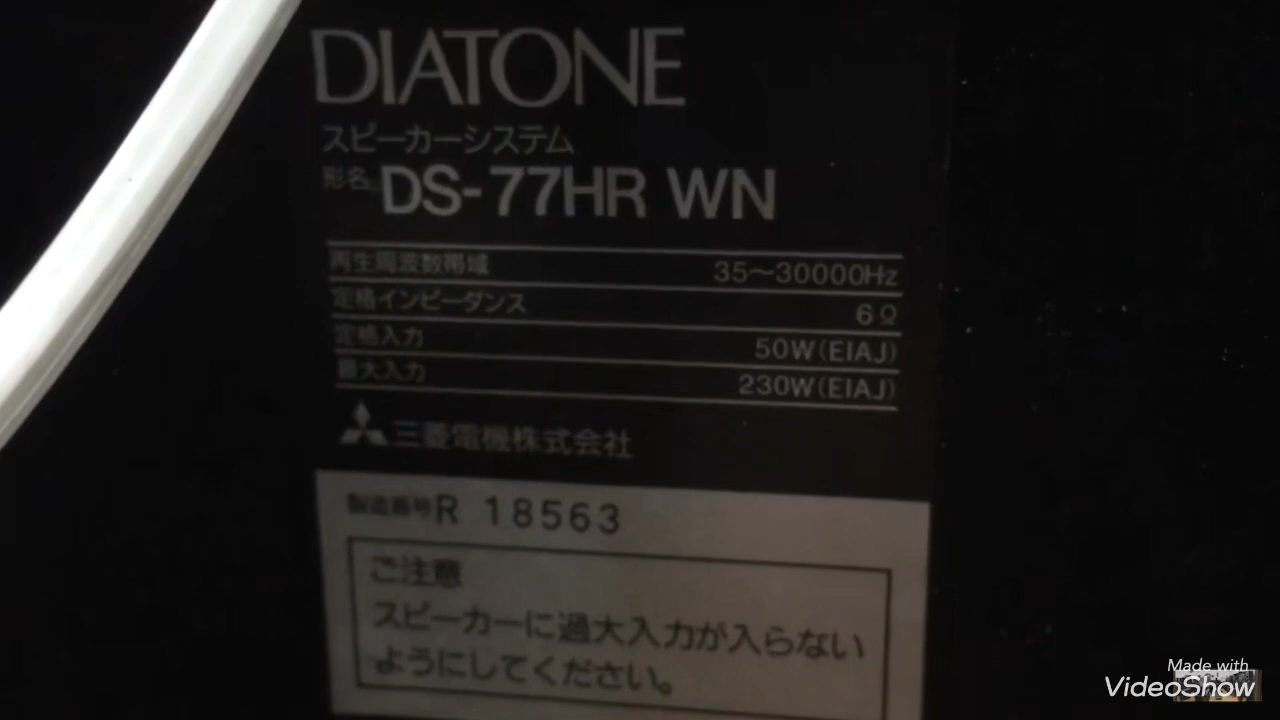 DIATONE
スピーカーシステム
形名 DS-77HR WN
再生周波数帯域 35〜30000Hz
定格インピーダンス 6Ω
定格入力 50W(EIAJ)
最大入力 230W(EIAJ)
三菱電機株式会社
製造番号 R 18563
ご注意
スピーカーに過大入力が入らない
ようにしてください。
Made with
VideoShow